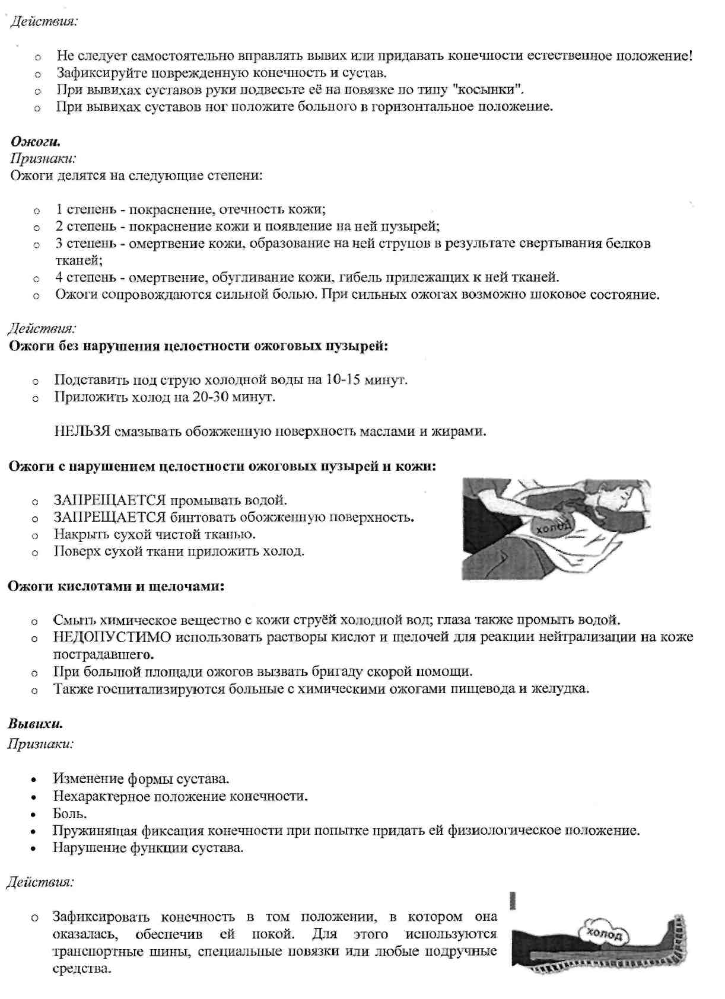 Действия:
o Не следует самостоятельно вправлять вывих или придавать конечности естественное положение!
o Зафиксируйте поврежденную конечность и сустав.
o При вывихах суставов руки подвесьте её на повязке по типу "косынки".
o При вывихах суставов ног положите больного в горизонтальное положение.
Ожоги.
Признаки:
Ожоги делятся на следующие степени:
o 1 степень - покраснение, отечность кожи;
o 2 степень - покраснение кожи и появление на ней пузырей;
o 3 степень - омертвение кожи, образование на ней струпов в результате свертывания белков
тканей;
o 4 степень - омертвение, обугливание кожи, гибель прилежащих к ней тканей.
o Ожоги сопровождаются сильной болью. При сильных ожогах возможно шоковое состояние.
Действия:
Ожоги без нарушения целостности ожоговых пузырей:
o Подставить под струю холодной воды на 10-15 минут.
o Приложить холод на 20-30 минут.
НЕЛЬЗЯ смазывать обожженную поверхность маслами и жирами.
Ожоги с нарушением целостности ожоговых пузырей и кожи:
o ЗАПРЕЩАЕТСЯ промывать водой.
o ЗАПРЕЩАЕТСЯ бинтовать обожженную поверхность.
o Накрыть сухой чистой тканью.
o Поверх сухой ткани приложить холод.
холод
Ожоги кислотами и щелочами:
o Смыть химическое вещество с кожи струёй холодной вод; глаза также промыть водой.
o НЕДОПУСТИМО использовать растворы кислот и щелочей для реакции нейтрализации на коже
пострадавшего.
o При большой площади ожогов вызвать бригаду скорой помощи.
o Также госпитализируются больные с химическими ожогами пищевода и желудка.
Вывихи.
Признаки:
• Изменение формы сустава.
• Нехарактерное положение конечности.
• Боль.
• Пружинящая фиксация конечности при попытке придать ей физиологическое положение.
• Нарушение функции сустава.
Действия:
o Зафиксировать конечность в том положении, в котором она
оказалась, обеспечив ей покой. Для этого используются
транспортные шины, специальные повязки или любые подручные
средства.
холод